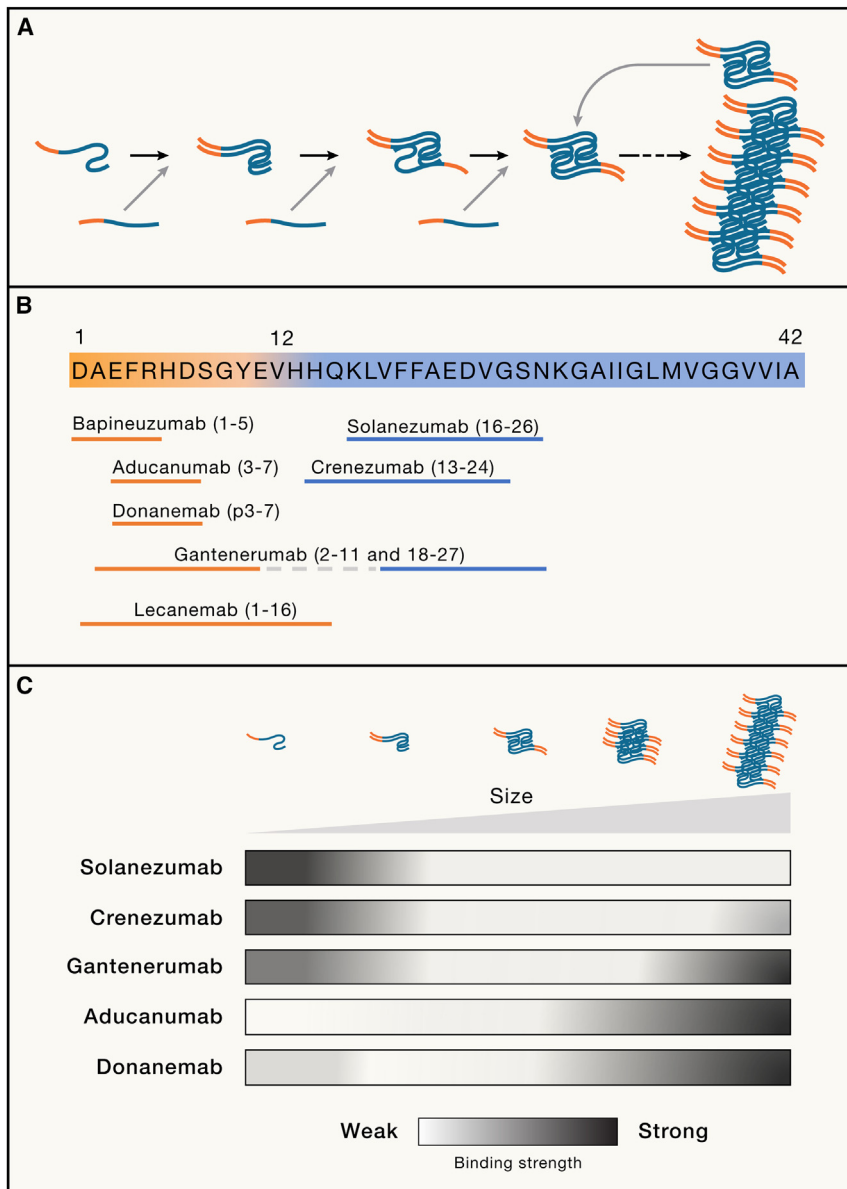 A
B
1 12 42
DAEFRHDSGYEVHHQKLVFFAEDVGSNKGAIIGLMVGGVVIA
Bapineuzumab (1-5) Solanezumab (16-26)
Aducanumab (3-7) Crenezumab (13-24)
Donanemab (p3-7)
Gantenerumab (2-11 and 18-27)
Lecanemab (1-16)
C
Size
Solanezumab
Crenezumab
Gantenerumab
Aducanumab
Donanemab
Weak Strong
Binding strength